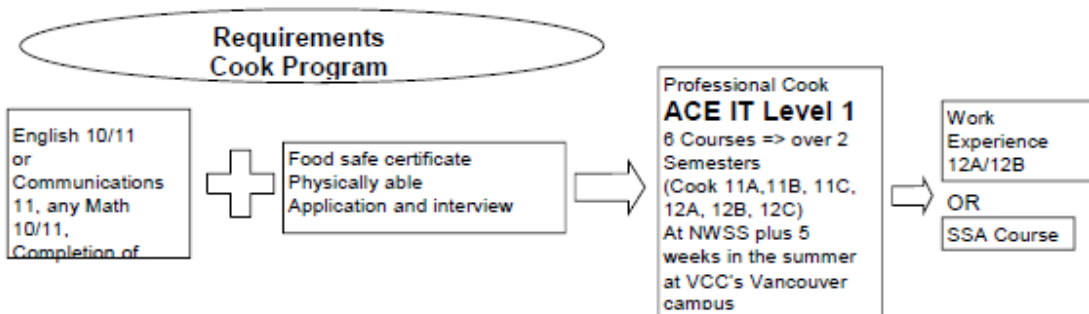 Requirements
Cook Program
English 10/11
or
Communications
11, any Math
10/11,
Completion of
Food safe certificate
Physically able
Application and interview
Professional Cook
ACE IT Level 1
6 Courses => over 2
Semesters
(Cook 11A,11B, 11C,
12A, 12B, 12C)
At NWSS plus 5
weeks in the summer
at VCC's Vancouver
campus
Work
Experience
12A/12B
OR
SSA Course